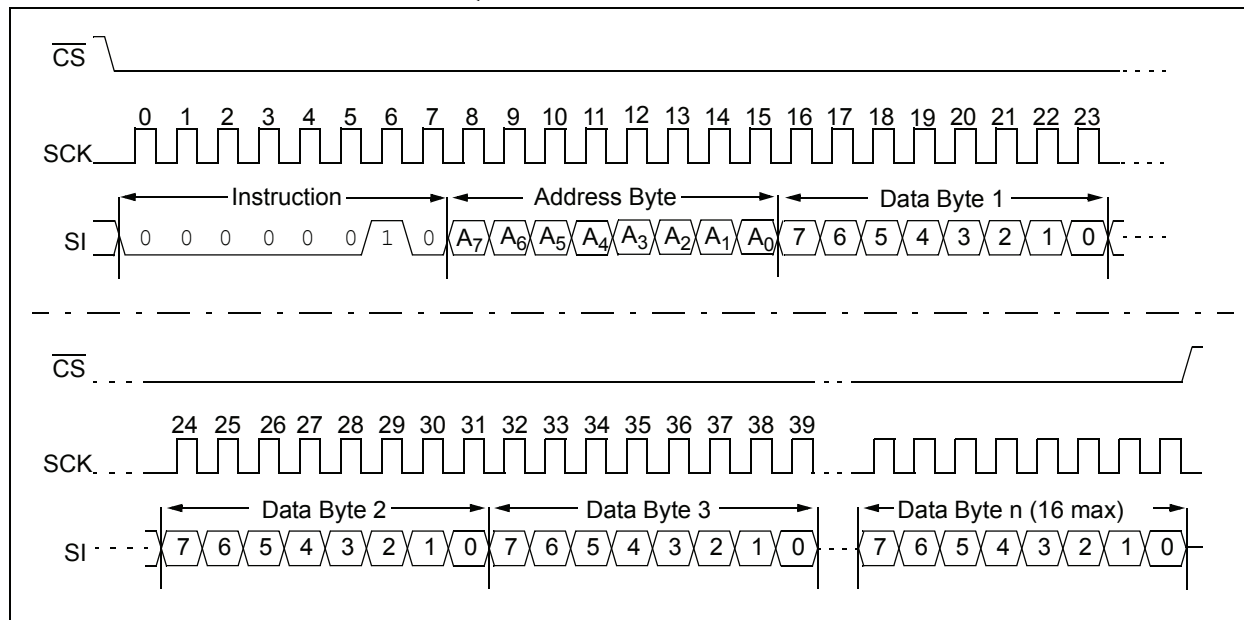 CS
0 1 2 3 4 5 6 7 8 9 10 11 12 13 14 15 16 17 18 19 20 21 22 23
SCK
Instruction Address Byte Data Byte 1
SI 0 0 0 0 0 0 1 0 A7 A6 A5 A4 A3 A2 A1 A0 7 6 5 4 3 2 1 0
CS
24 25 26 27 28 29 30 31 32 33 34 35 36 37 38 39
SCK
Data Byte 2 Data Byte 3 Data Byte n (16 max)
SI 7 6 5 4 3 2 1 0 7 6 5 4 3 2 1 0 7 6 5 4 3 2 1 0